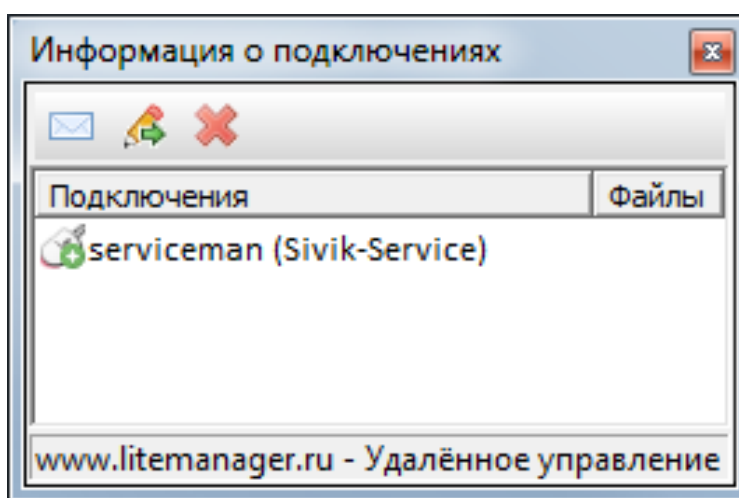 Информация о подключениях
Подключения Файлы
serviceman (Sivik-Service)
www.litemanager.ru - Удалённое управление